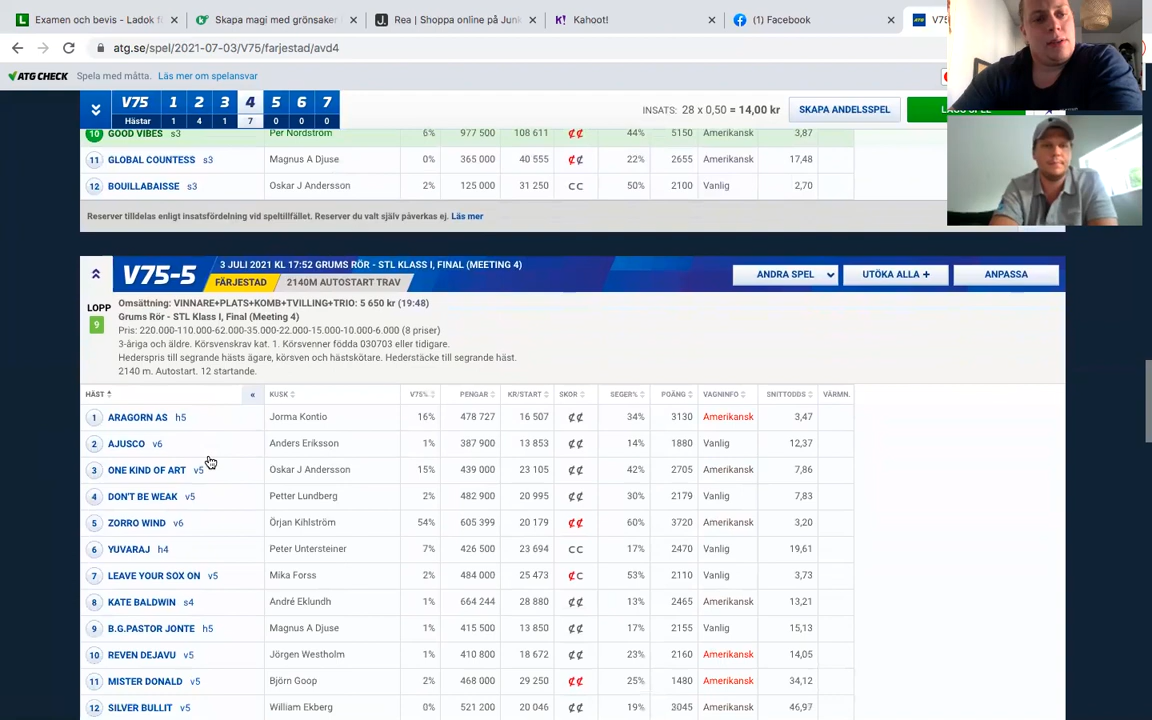 Examen och bevis - Ladok f
Skapa magi med grönsaker
Rea | Shoppa online på Junk
Kahoot!
(1) Facebook
V75
atg.se/spel/2021-07-03/V75/farjestad/avd4
ATG CHECK Spela med måtta. Läs mer om spelansvar
V75 1 2 3 4 5 6 7
Hästar 1 4 1 7 0 0 0
INSATS: 28 x 0,50 = 14,00 kr SKAPA ANDELSSPEL
10 GOOD VIBES s3 Per Nordström 6% 977 500 108 611 ȼȼ 44% 5150 Amerikansk 3,87
11 GLOBAL COUNTESS s3 Magnus A Djuse 0% 365 000 40 555 ȼȼ 22% 2655 Amerikansk 17,48
12 BOUILLABAISSE s3 Oskar J Andersson 2% 125 000 31 250 CC 50% 2100 Vanlig 2,70
Reserver tilldelas enligt insatsfördelning vid speltillfället. Reserver du valt själv påverkas ej. Läs mer
V75-5 3 JULI 2021 KL 17:52 GRUMS RÖR - STL KLASS I, FINAL (MEETING 4)
FÄRJESTAD 2140M AUTOSTART TRAV
ANDRA SPEL UTÖKA ALLA + ANPASSA
LOPP
9
Omsättning: VINNARE+PLATS+KOMB+TVILLING+TRIO: 5 650 kr (19:48)
Grums Rör - STL Klass I, Final (Meeting 4)
Pris: 220.000-110.000-62.000-35.000-22.000-15.000-10.000-6.000 (8 priser)
3-åriga och äldre. Körsvenskrav kat. 1. Körsvenner födda 030703 eller tidigare.
Hederspris till segrande hästs ägare, körsven och hästskötare. Hederstäcke till segrande häst.
2140 m. Autostart. 12 startande.
HÄST « KUSK V75% PENGAR KR/START SKOR SEGER% POÄNG VAGNINFO SNITTODDS VÄRMN.
1 ARAGORN AS h5 Jorma Kontio 16% 478 727 16 507 ȼȼ 34% 3130 Amerikansk 3,47
2 AJUSCO v6 Anders Eriksson 1% 387 900 13 853 ȼȼ 14% 1880 Vanlig 12,37
3 ONE KIND OF ART v5 Oskar J Andersson 15% 439 000 23 105 ȼȼ 42% 2705 Amerikansk 7,86
4 DON'T BE WEAK v5 Petter Lundberg 2% 482 900 20 995 ȼȼ 30% 2179 Vanlig 7,83
5 ZORRO WIND v6 Örjan Kihlström 54% 605 399 20 179 ȼȼ 60% 3720 Amerikansk 3,20
6 YUVARAJ h4 Peter Untersteiner 7% 426 500 23 694 CC 17% 2470 Vanlig 19,61
7 LEAVE YOUR SOX ON v5 Mika Forss 2% 484 000 25 473 ȼC 53% 2110 Vanlig 3,73
8 KATE BALDWIN s4 André Eklundh 1% 664 244 28 880 ȼȼ 13% 2465 Amerikansk 13,21
9 B.G.PASTOR JONTE h5 Magnus A Djuse 1% 415 500 13 850 ȼȼ 17% 2155 Vanlig 15,13
10 REVEN DEJAVU v5 Jörgen Westholm 1% 410 800 18 672 ȼȼ 23% 2160 Amerikansk 14,05
11 MISTER DONALD v5 Björn Goop 2% 468 000 29 250 ȼȼ 25% 1480 Amerikansk 34,12
12 SILVER BULLIT v5 William Ekberg 0% 521 200 20 046 ȼȼ 19% 3045 Amerikansk 46,97